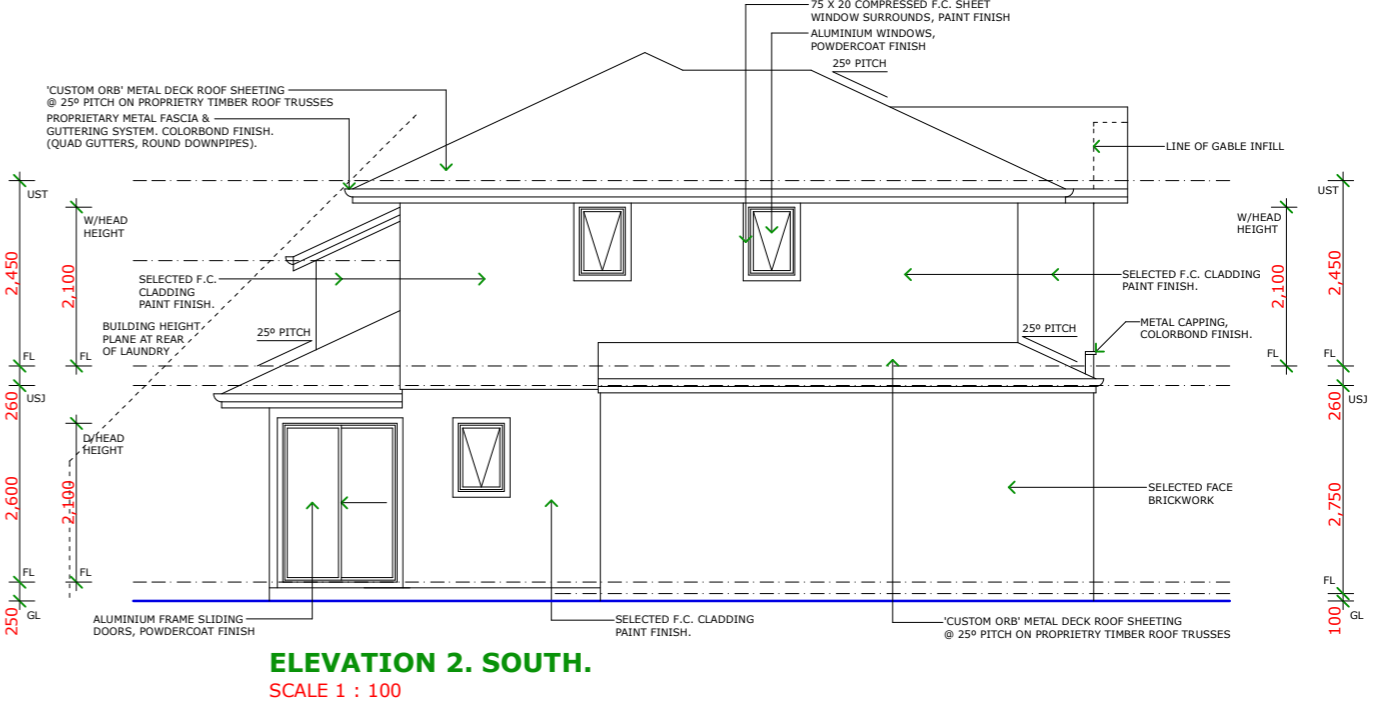 75 X 20 COMPRESSED F.C. SHEET
WINDOW SURROUNDS, PAINT FINISH
ALUMINIUM WINDOWS,
POWDERCOAT FINISH
25º PITCH
'CUSTOM ORB' METAL DECK ROOF SHEETING
@ 25º PITCH ON PROPRIETRY TIMBER ROOF TRUSSES
PROPRIETARY METAL FASCIA &
GUTTERING SYSTEM. COLORBOND FINISH.
(QUAD GUTTERS, ROUND DOWNPIPES).
LINE OF GABLE INFILL
UST
W/HEAD
HEIGHT
2,450
2,100
SELECTED F.C.
CLADDING
PAINT FINISH.
BUILDING HEIGHT
PLANE AT REAR
OF LAUNDRY
25º PITCH
FL
FL
260
USJ
D/HEAD
HEIGHT
2,600
2,100
FL
FL
250
GL
UST
W/HEAD
HEIGHT
2,100
2,450
SELECTED F.C. CLADDING
PAINT FINISH.
25º PITCH
METAL CAPPING,
COLORBOND FINISH.
FL
FL
260
USJ
SELECTED FACE
BRICKWORK
2,750
FL
100
GL
ALUMINIUM FRAME SLIDING
DOORS, POWDERCOAT FINISH
SELECTED F.C. CLADDING
PAINT FINISH.
'CUSTOM ORB' METAL DECK ROOF SHEETING
@ 25º PITCH ON PROPRIETRY TIMBER ROOF TRUSSES
ELEVATION 2. SOUTH.
SCALE 1 : 100